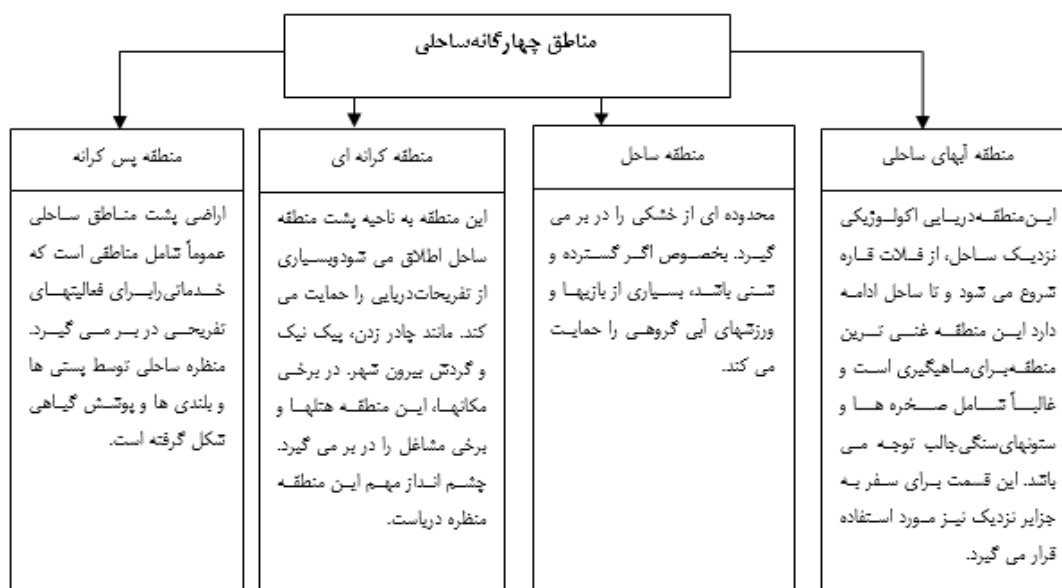 مناطق چهارگانه‌ساحلی
منطقه آبهای ساحلی
این‌منطقه‌دریایی اکولوژیکی
نزدیک ساحل، از فلات قاره
شروع می شود و تا ساحل ادامه
دارد این منطقه غنی ترین
منطقه‌برای‌ماهیگیری است و
غالباً شامل صخره ها و
ستونهای‌سنگی‌جالب توجه می
باشد. این قسمت برای سفر به
جزایر نزدیک نیز مورد استفاده
قرار می گیرد.
منطقه ساحل
محدوده ای از خشکی را در بر می
گیرد. بخصوص اگر گسترده و
شنی باشد، بسیاری از بازیها و
ورزشهای آبی گروهی را حمایت
می کند.
منطقه کرانه ای
این منطقه به ناحیه پشت منطقه
ساحل اطلاق می شودوبسیاری
از تفریحات‌دریایی را حمایت می
کند. مانند چادر زدن، پیک نیک
و گردش بیرون شهر. در برخی
مکانها، این منطقه هتلها و
برخی مشاغل را در بر می گیرد.
چشم انداز مهم این منطقه
منظره دریاست.
منطقه پس کرانه
اراضی پشت مناطق ساحلی
عموماً شامل مناطقی است که
خدماتی‌رابرای فعالیتهای
تفریحی در بر می گیرد.
منظره ساحلی توسط پستی ها
و بلندی ها و پوشش گیاهی
شکل گرفته است.